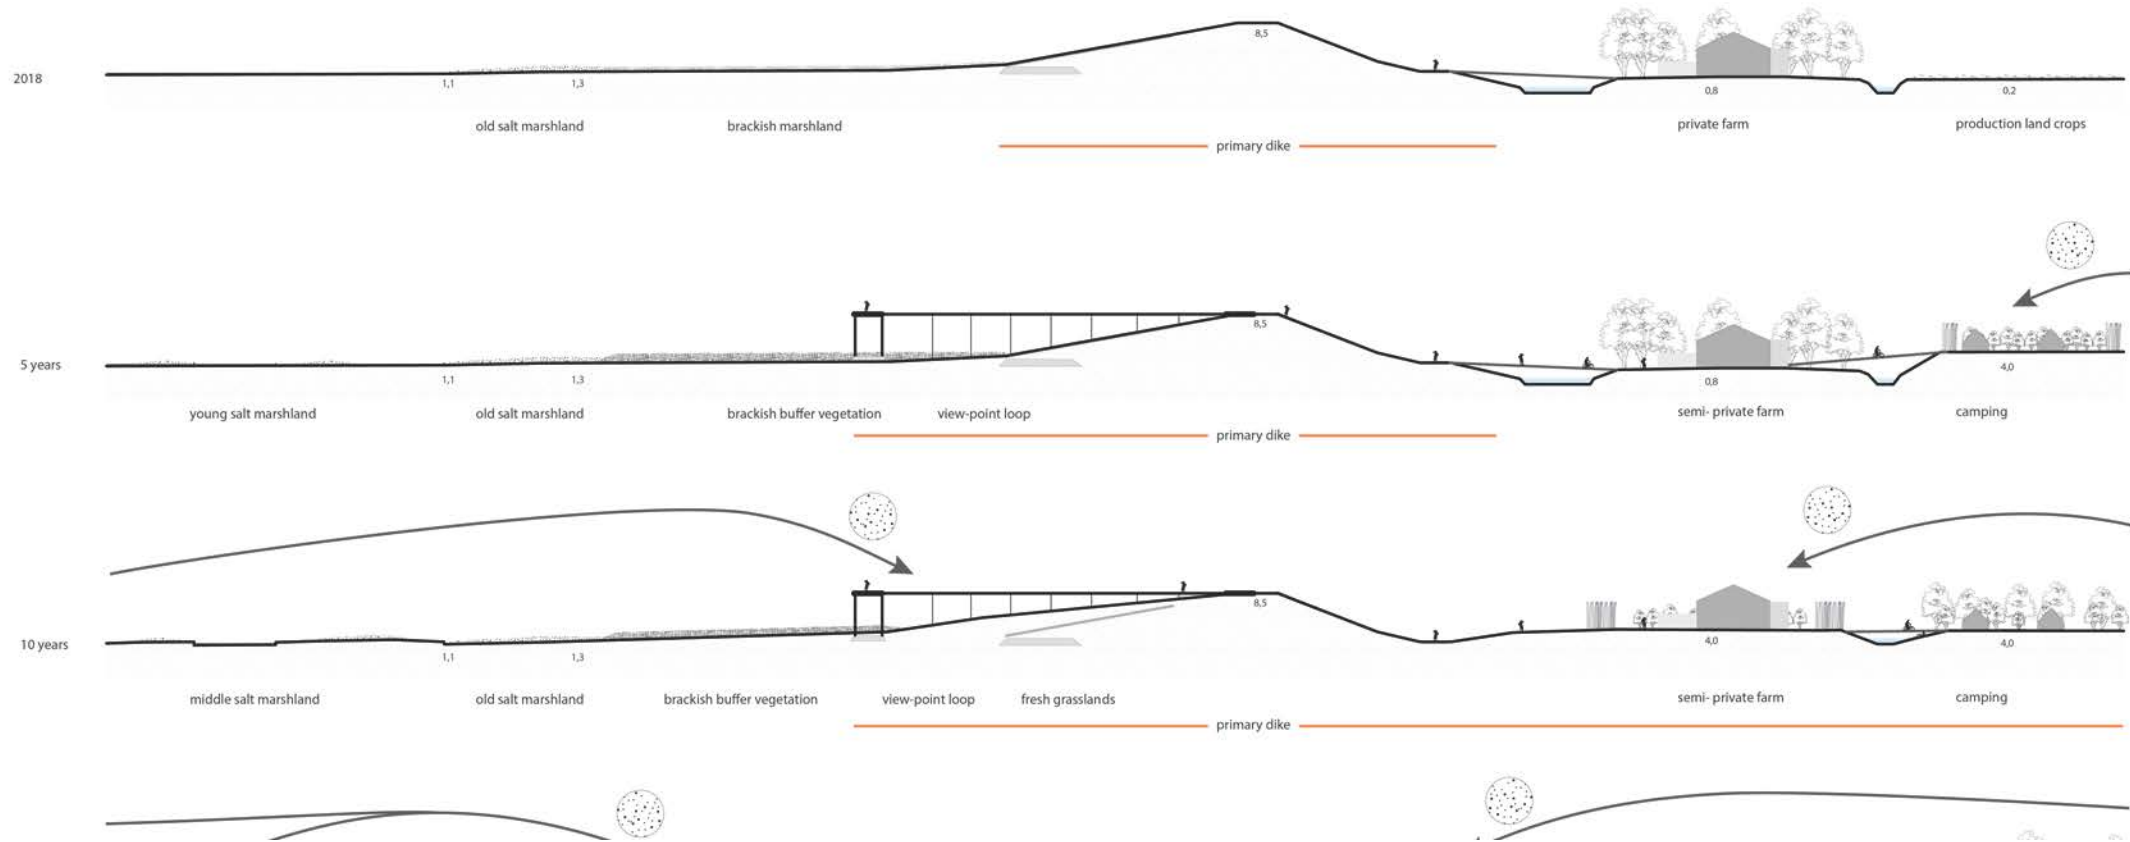 8,5
2018
1,1
1,3
0,8
0,2
old salt marshland
brackish marshland
private farm
production land crops
primary dike
8,5
5 years
1,1
1,3
0,8
4,0
young salt marshland
old salt marshland
brackish buffer vegetation
view-point loop
semi- private farm
camping
primary dike
8,5
10 years
1,1
1,3
4,0
4,0
middle salt marshland
old salt marshland
brackish buffer vegetation
view-point loop
fresh grasslands
semi- private farm
camping
primary dike